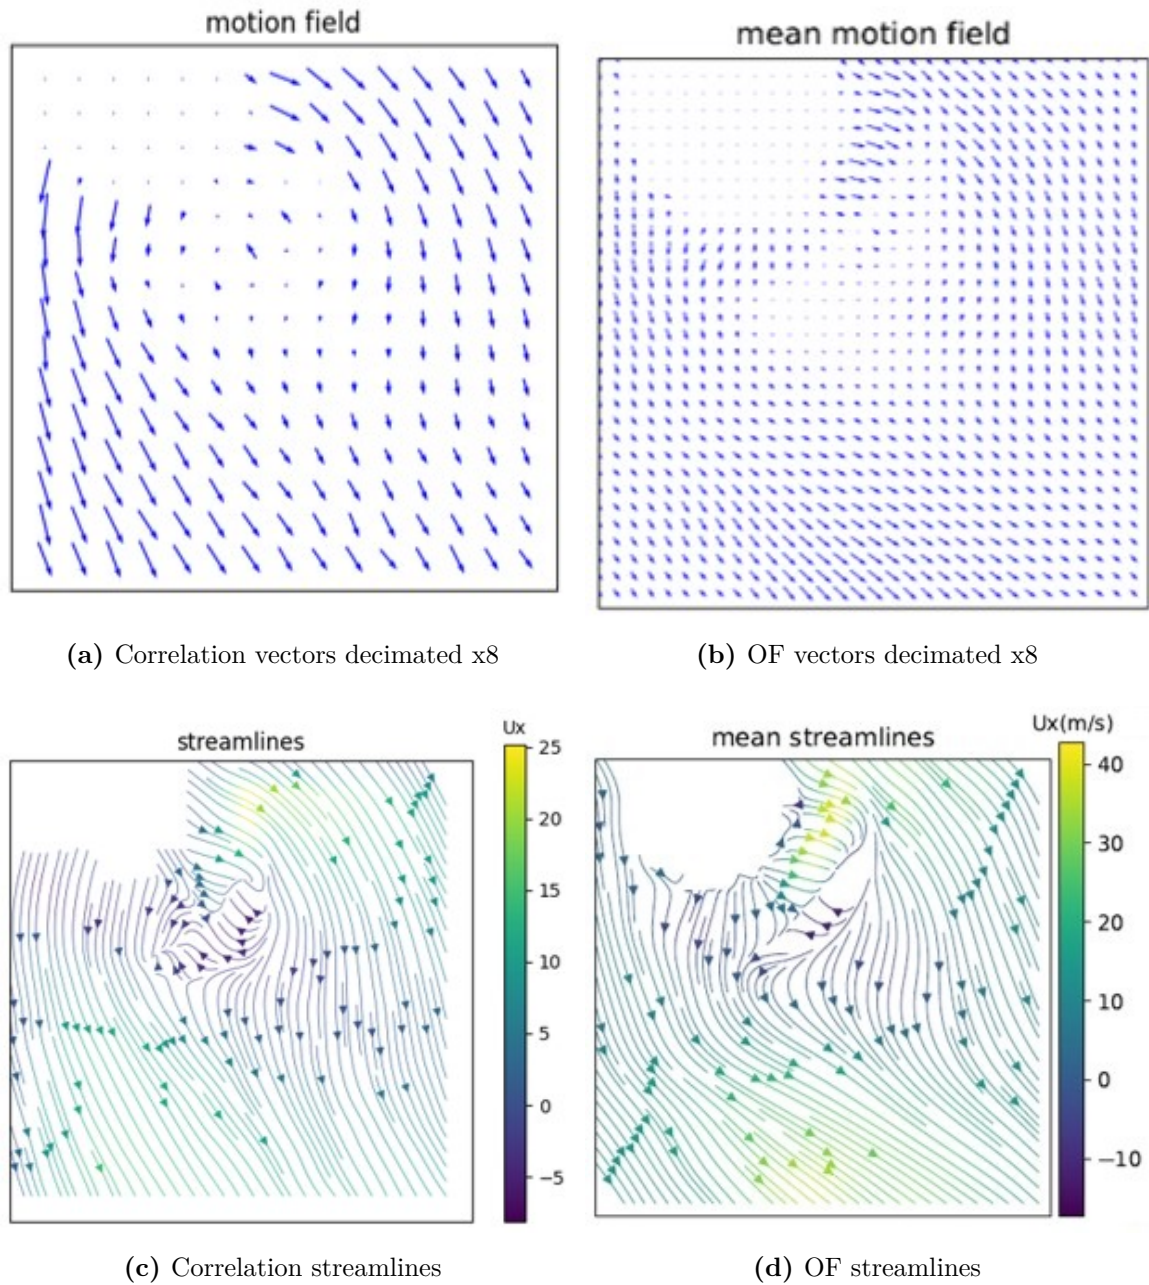 motion field
mean motion field
(a) Correlation vectors decimated x8
(b) OF vectors decimated x8
streamlines
Ux
25
20
15
10
5
0
−5
mean streamlines
Ux(m/s)
40
30
20
10
0
−10
(c) Correlation streamlines
(d) OF streamlines